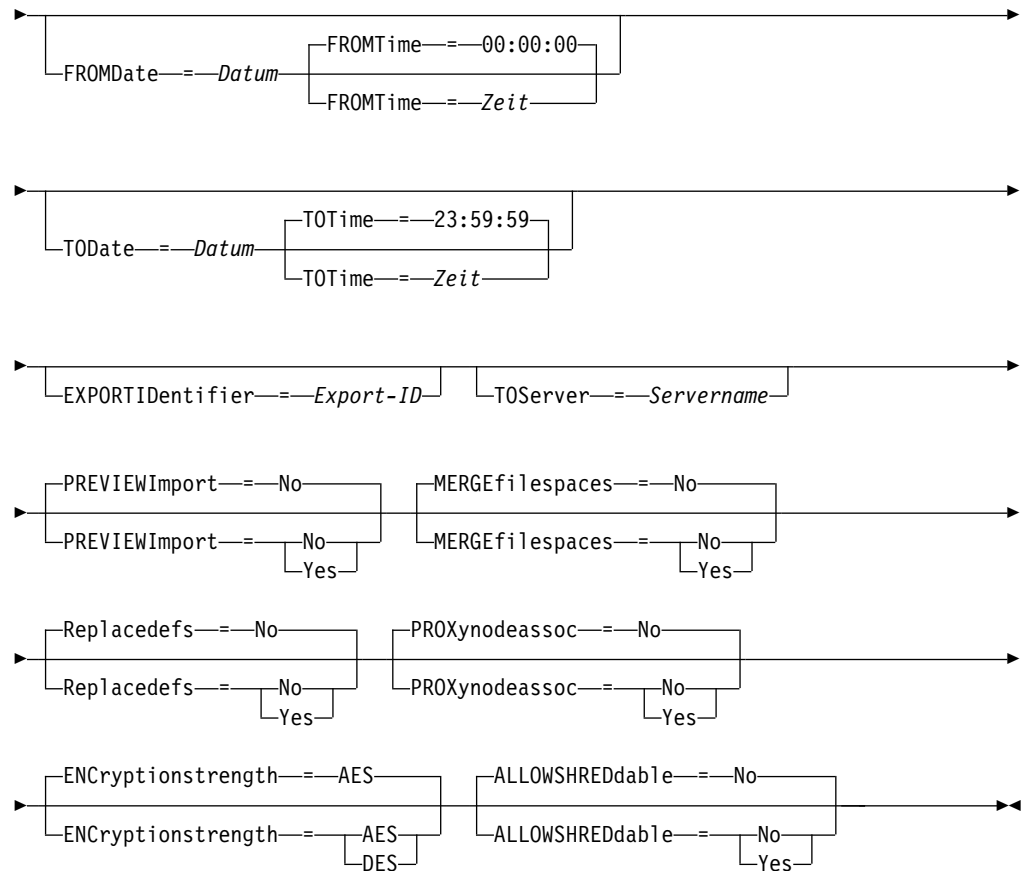 FROMTime = 00:00:00
FROMDate = Datum
FROMTime = Zeit
TOTime = 23:59:59
TODate = Datum
TOTime = Zeit
EXPORTIDentifier = Export-ID TOServer = Servername
PREVIEWImport = No MERGEfilespaces = No
PREVIEWImport = No MERGEfilespaces = No
Yes Yes
Replacedefs = No PROXynodeassoc = No
Replacedefs = No PROXynodeassoc = No
Yes Yes
ENCryptionstrength = AES ALLOWSHREDdable = No
ENCryptionstrength = AES ALLOWSHREDdable = No
DES Yes